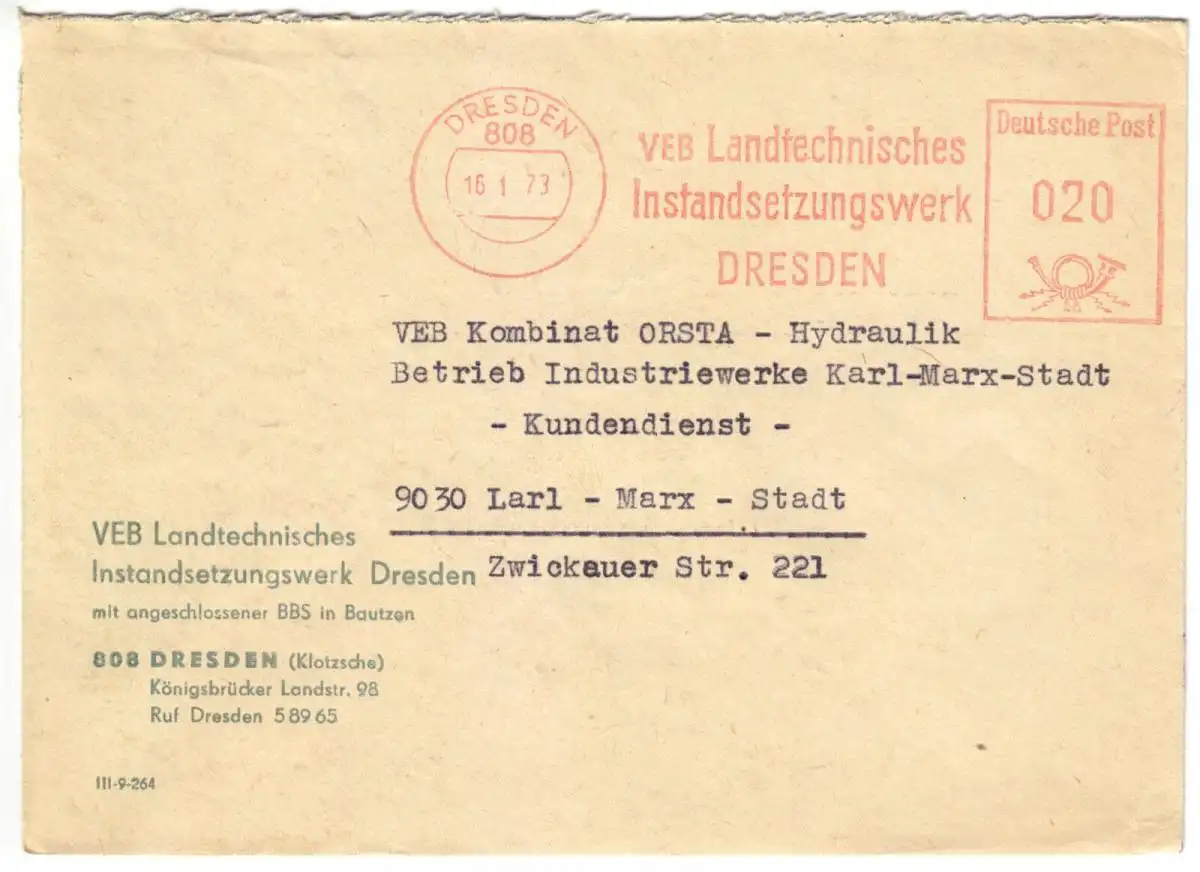 DRESDEN
808
16 1 73
VEB Landtechnisches
Instandsetzungswerk
DRESDEN
Deutsche Post
020
VEB Kombinat ORSTA - Hydraulik
Betrieb Industriewerke Karl-Marx-Stadt
- Kundendienst -
9030 Larl - Marx - Stadt
Zwickauer Str. 221
VEB Landtechnisches
Instandsetzungswerk Dresden
mit angeschlossener BBS in Bautzen
808 DRESDEN (Klotzsche)
Königsbrücker Landstr. 98
Ruf Dresden 5 89 65
III-9-264